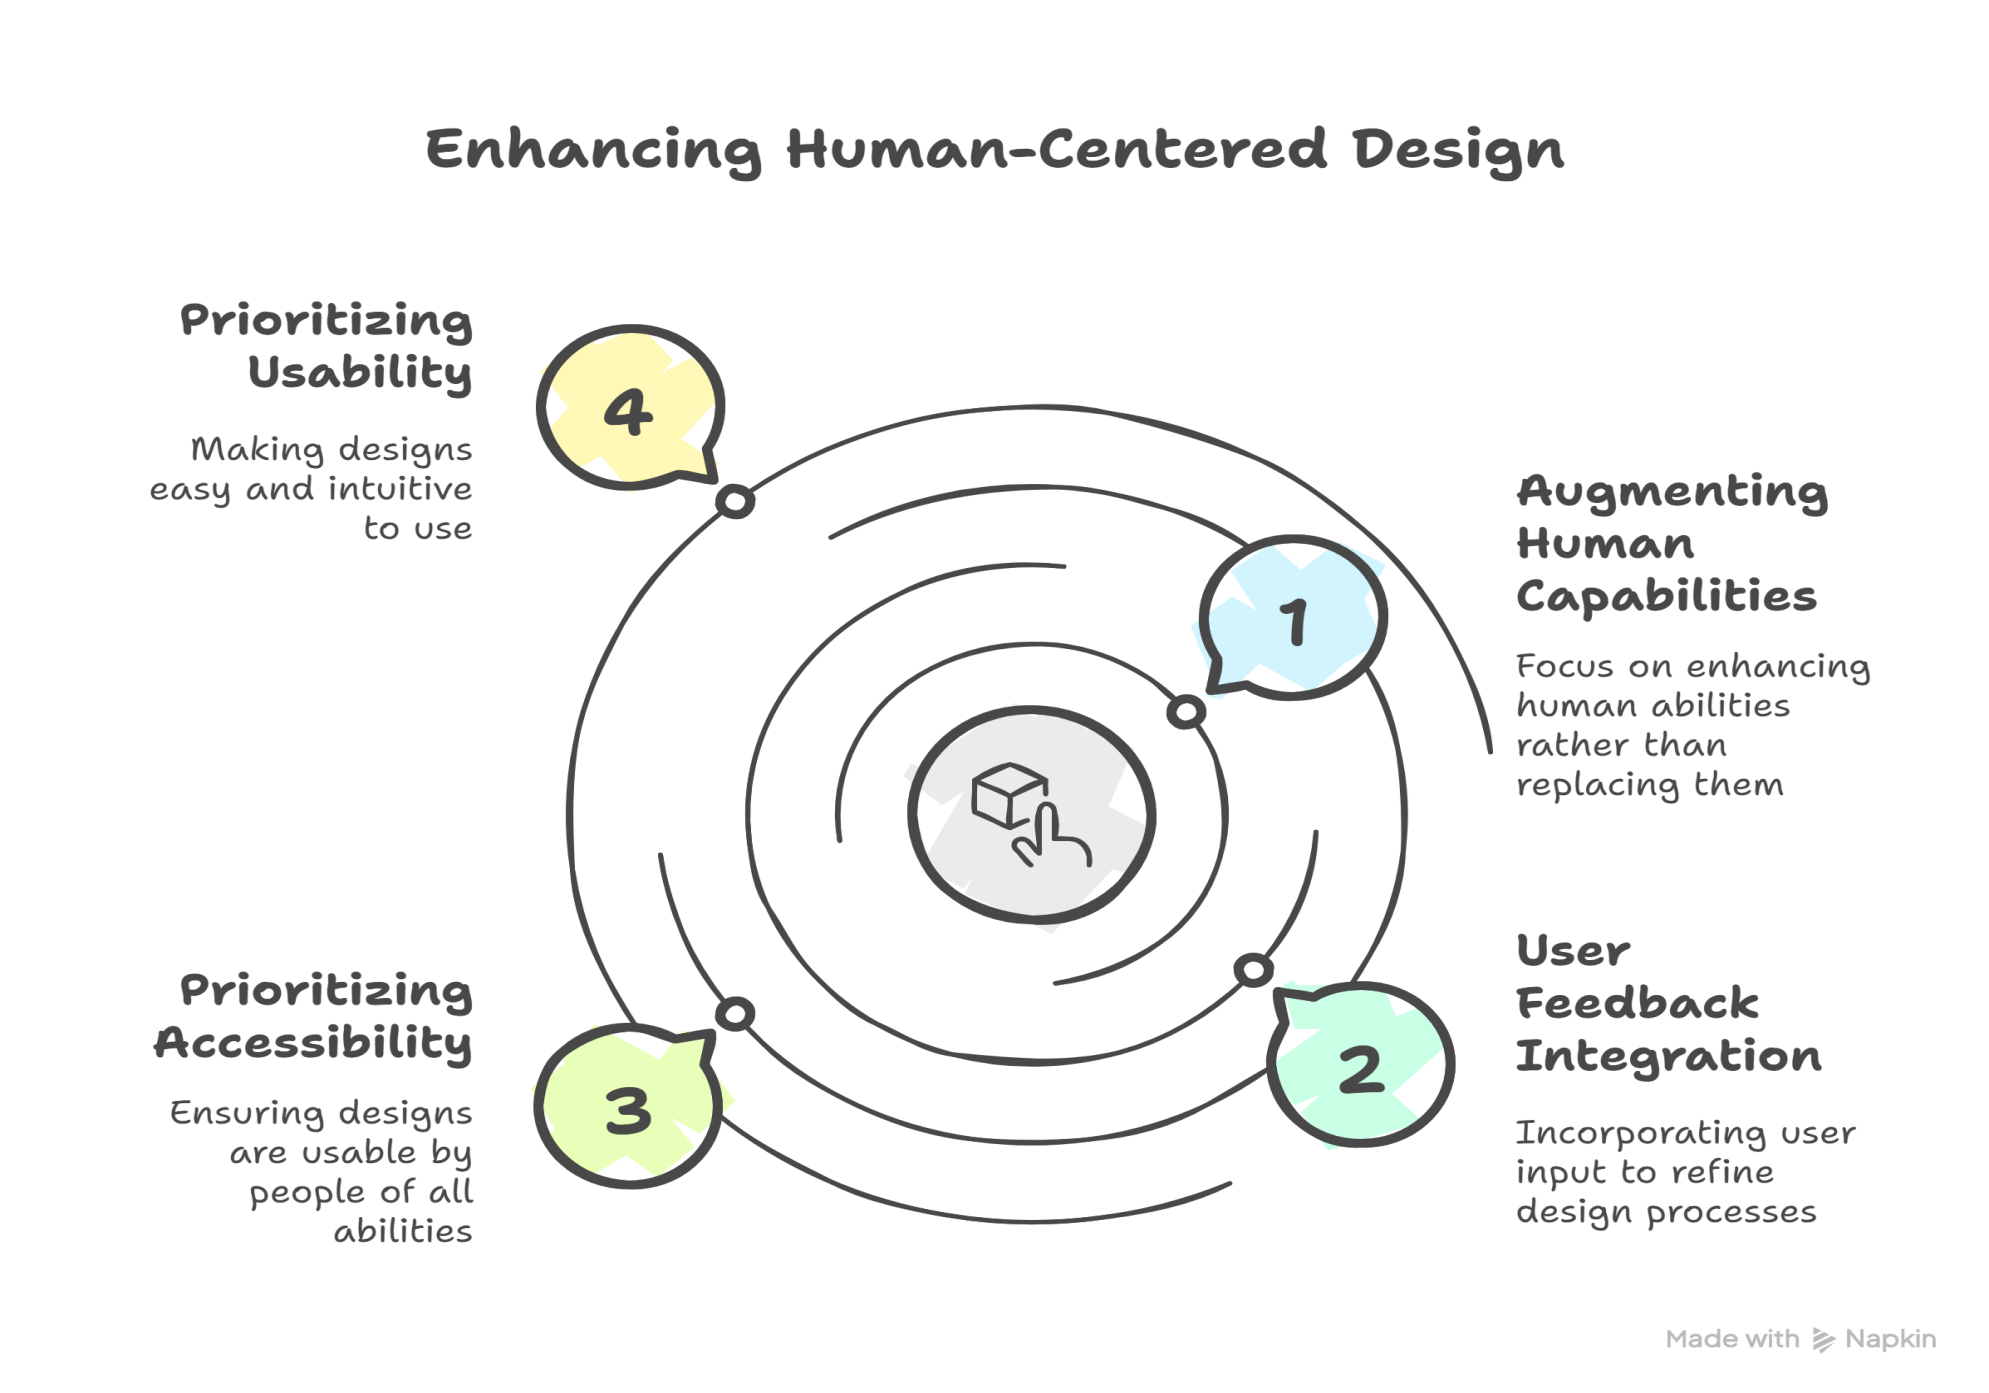 Enhancing Human-Centered Design
Prioritizing
Usability
Making designs
easy and intuitive
to use
4
1
Augmenting
Human
Capabilities
Focus on enhancing
human abilities
rather than
replacing them
Prioritizing
Accessibility
Ensuring designs
are usable by
people of all
abilities
3
2
User
Feedback
Integration
Incorporating user
input to refine
design processes
Made with Napkin